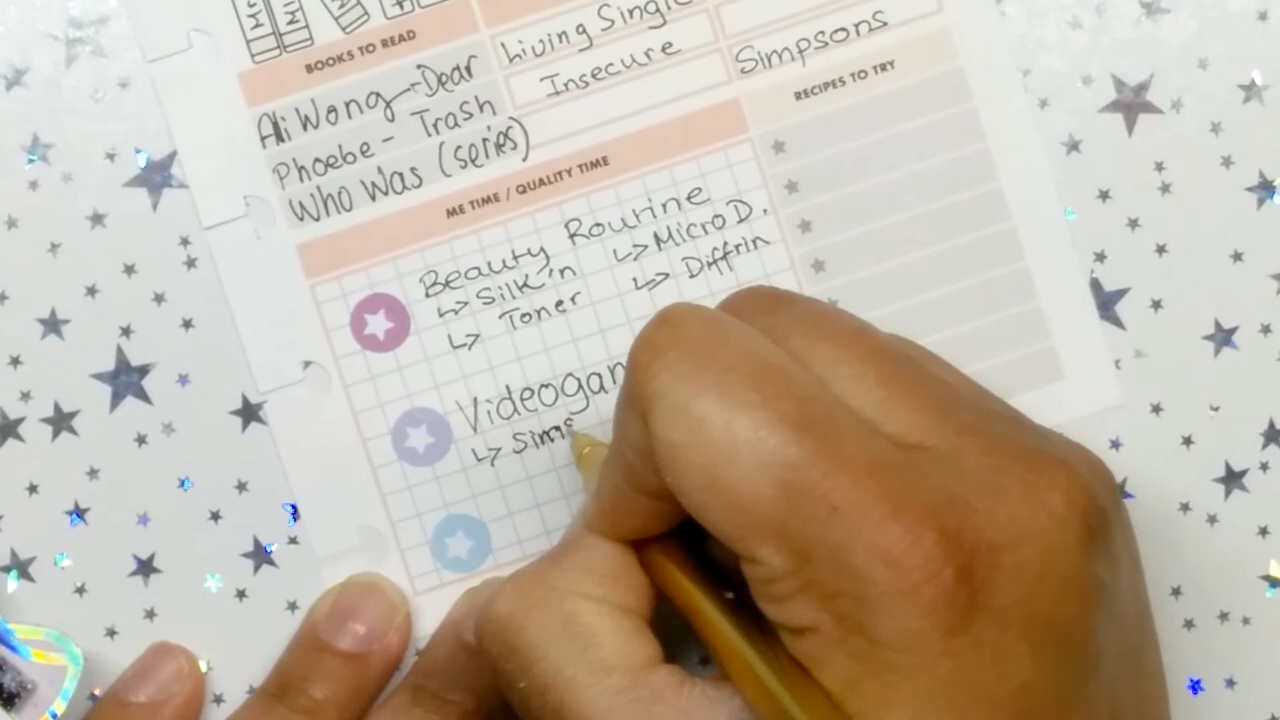 BOOKS TO READ
Ali Wong - Dear
Phoebe - Trash
Who Was (series)
Living Single
Insecure
Simpsons
RECIPES TO TRY
ME TIME / QUALITY TIME
Beauty Rourine
↳ Silk'n
↳ Toner
↳ Micro D.
↳ Diffrin
Videogam
↳ Sims